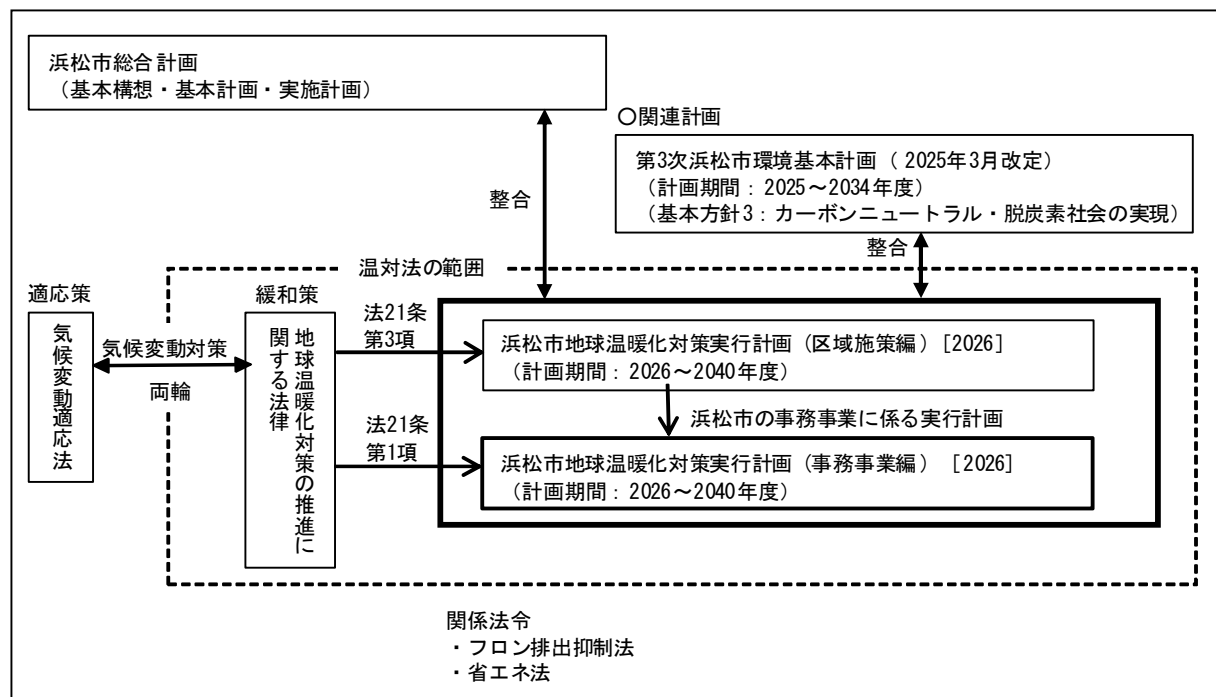 浜松市総合計画
（基本構想・基本計画・実施計画）
〇関連計画
第3次浜松市環境基本計画（ 2025年3月改定）
（計画期間：2025～2034年度）
（基本方針3：カーボンニュートラル・脱炭素社会の実現）
整合
整合
温対法の範囲
適応策
気候変動適応法
気候変動対策
両輪
緩和策
地球温暖化対策の推進に
関する法律
法21条
第3項
浜松市地球温暖化対策実行計画（区域施策編）［2026］
（計画期間：2026～2040年度）
浜松市の事務事業に係る実行計画
法21条
第1項
浜松市地球温暖化対策実行計画（事務事業編） ［2026］
（計画期間：2026～2040年度）
関係法令
・フロン排出抑制法
・省エネ法